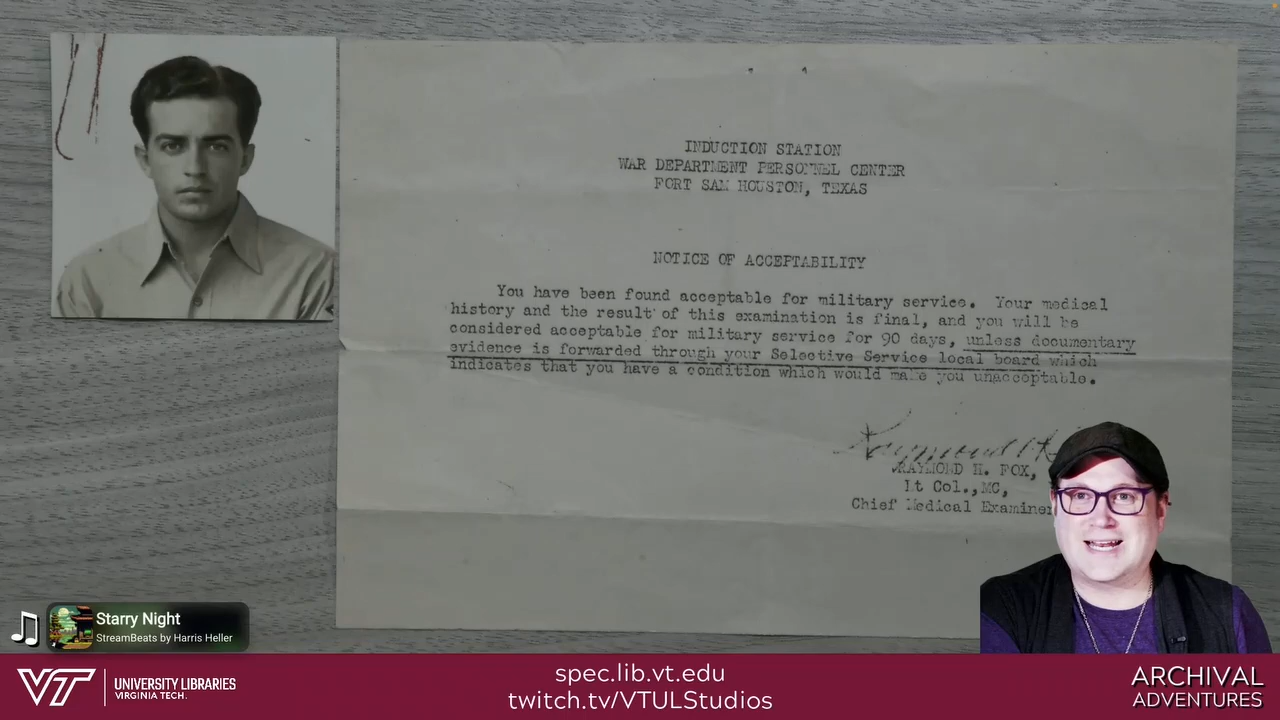 INDUCTION STATION
WAR DEPARTMENT PERSONNEL CENTER
FORT SAM HOUSTON, TEXAS
NOTICE OF ACCEPTABILITY
You have been found acceptable for military service. Your medical
history and the result of this examination is final, and you will be
considered acceptable for military service for 90 days, unless documentary
evidence is forwarded through your Selective Service local board which
indicates that you have a condition which would make you unacceptable.
Raymond H.
RAYMOND H. FOX,
Lt Col., MC,
Chief Medical Examiner
Starry Night
StreamBeats by Harris Heller
VT UNIVERSITY LIBRARIES
VIRGINIA TECH.
spec.lib.vt.edu
twitch.tv/VTULStudios
ARCHIVAL
ADVENTURES